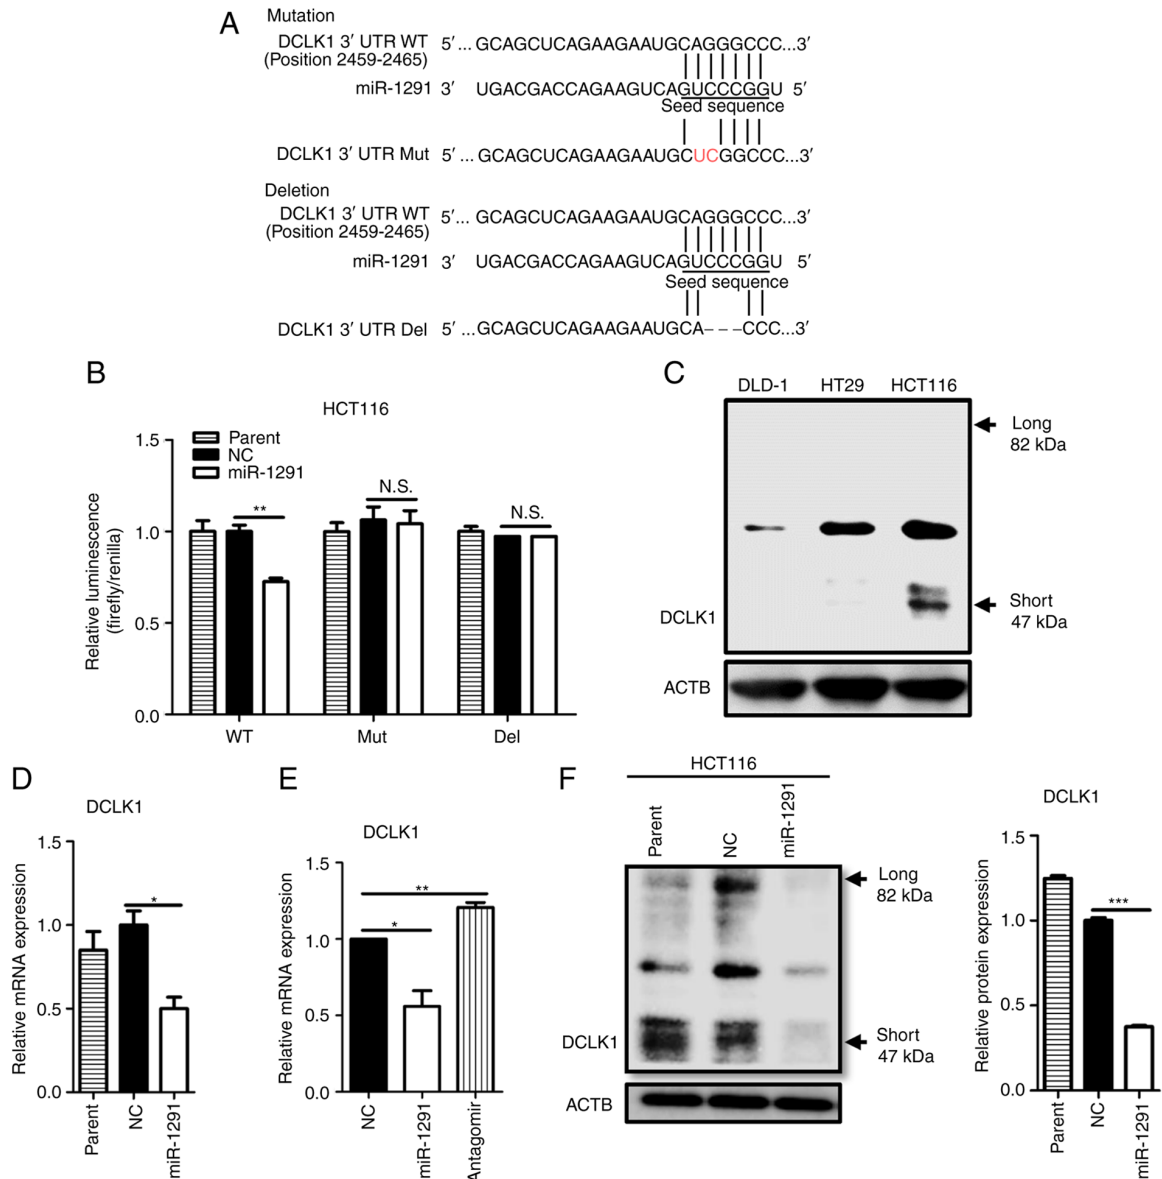 A
Mutation
DCLK1 3′ UTR WT 5′... GCAGCUCAGAAGAAUGCAGGGCCC...3′
(Position 2459-2465)
miR-1291 3′ UGACGACCAGAAGUCAGUCCCGGU 5′
Seed sequence
DCLK1 3′ UTR Mut 5′... GCAGCUCAGAAGAAUGCUCGGCCC...3′
Deletion
DCLK1 3′ UTR WT 5′... GCAGCUCAGAAGAAUGCAGGGCCC...3′
(Position 2459-2465)
miR-1291 3′ UGACGACCAGAAGUCAGUCCCGGU 5′
Seed sequence
DCLK1 3′ UTR Del 5′ ...GCAGCUCAGAAGAAUGCA---CCC...3′
B
HCT116
Parent
NC
miR-1291
Relative luminescence
(firefly/renilla)
1.5
1.0
0.5
0.0
**
N.S.
N.S.
WT Mut Del
C
DLD-1 HT29 HCT116
Long
82 kDa
Short
47 kDa
DCLK1
ACTB
D
DCLK1
Relative mRNA expression
1.5
1.0
0.5
0.0
*
Parent
NC
miR-1291
E
DCLK1
Relative mRNA expression
1.5
1.0
0.5
0.0
**
*
NC
miR-1291
Antagomir
F
HCT116
Parent
NC
miR-1291
Long
82 kDa
Short
47 kDa
DCLK1
ACTB
DCLK1
Relative protein expression
1.5
1.0
0.5
0.0
***
Parent
NC
miR-1291